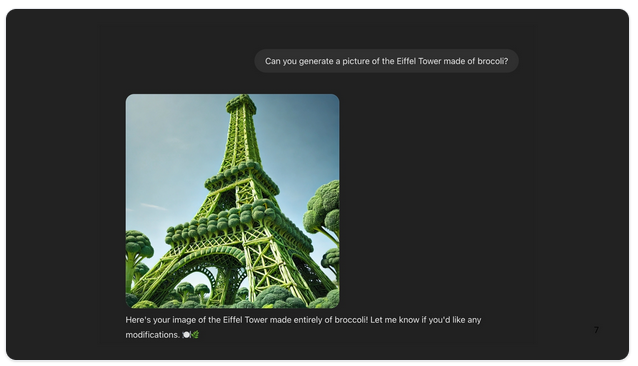 Can you generate a picture of the Eiffel Tower made of brocoli?
Here's your image of the Eiffel Tower made entirely of broccoli! Let me know if you'd like any
modifications. 🍽️🌿
7